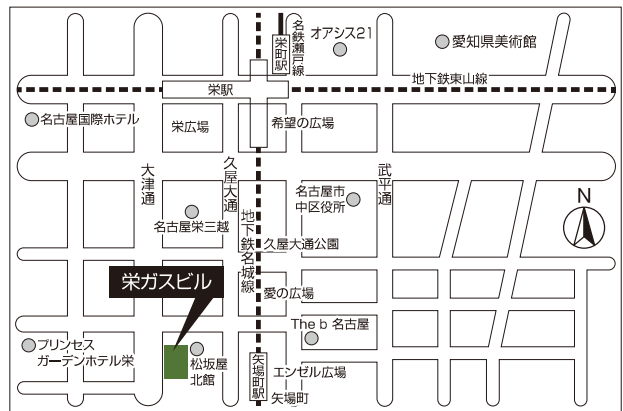 名鉄瀬戸線
栄町駅
オアシス21
愛知県美術館
地下鉄東山線
栄駅
名古屋国際ホテル
栄広場
希望の広場
大津通
久屋大通
武平通
名古屋市
中区役所
N
名古屋栄三越
地下鉄名城線
久屋大通公園
栄ガスビル
愛の広場
The b 名古屋
プリンセス
ガーデンホテル栄
松坂屋
北館
矢場町駅
エンゼル広場
矢場町